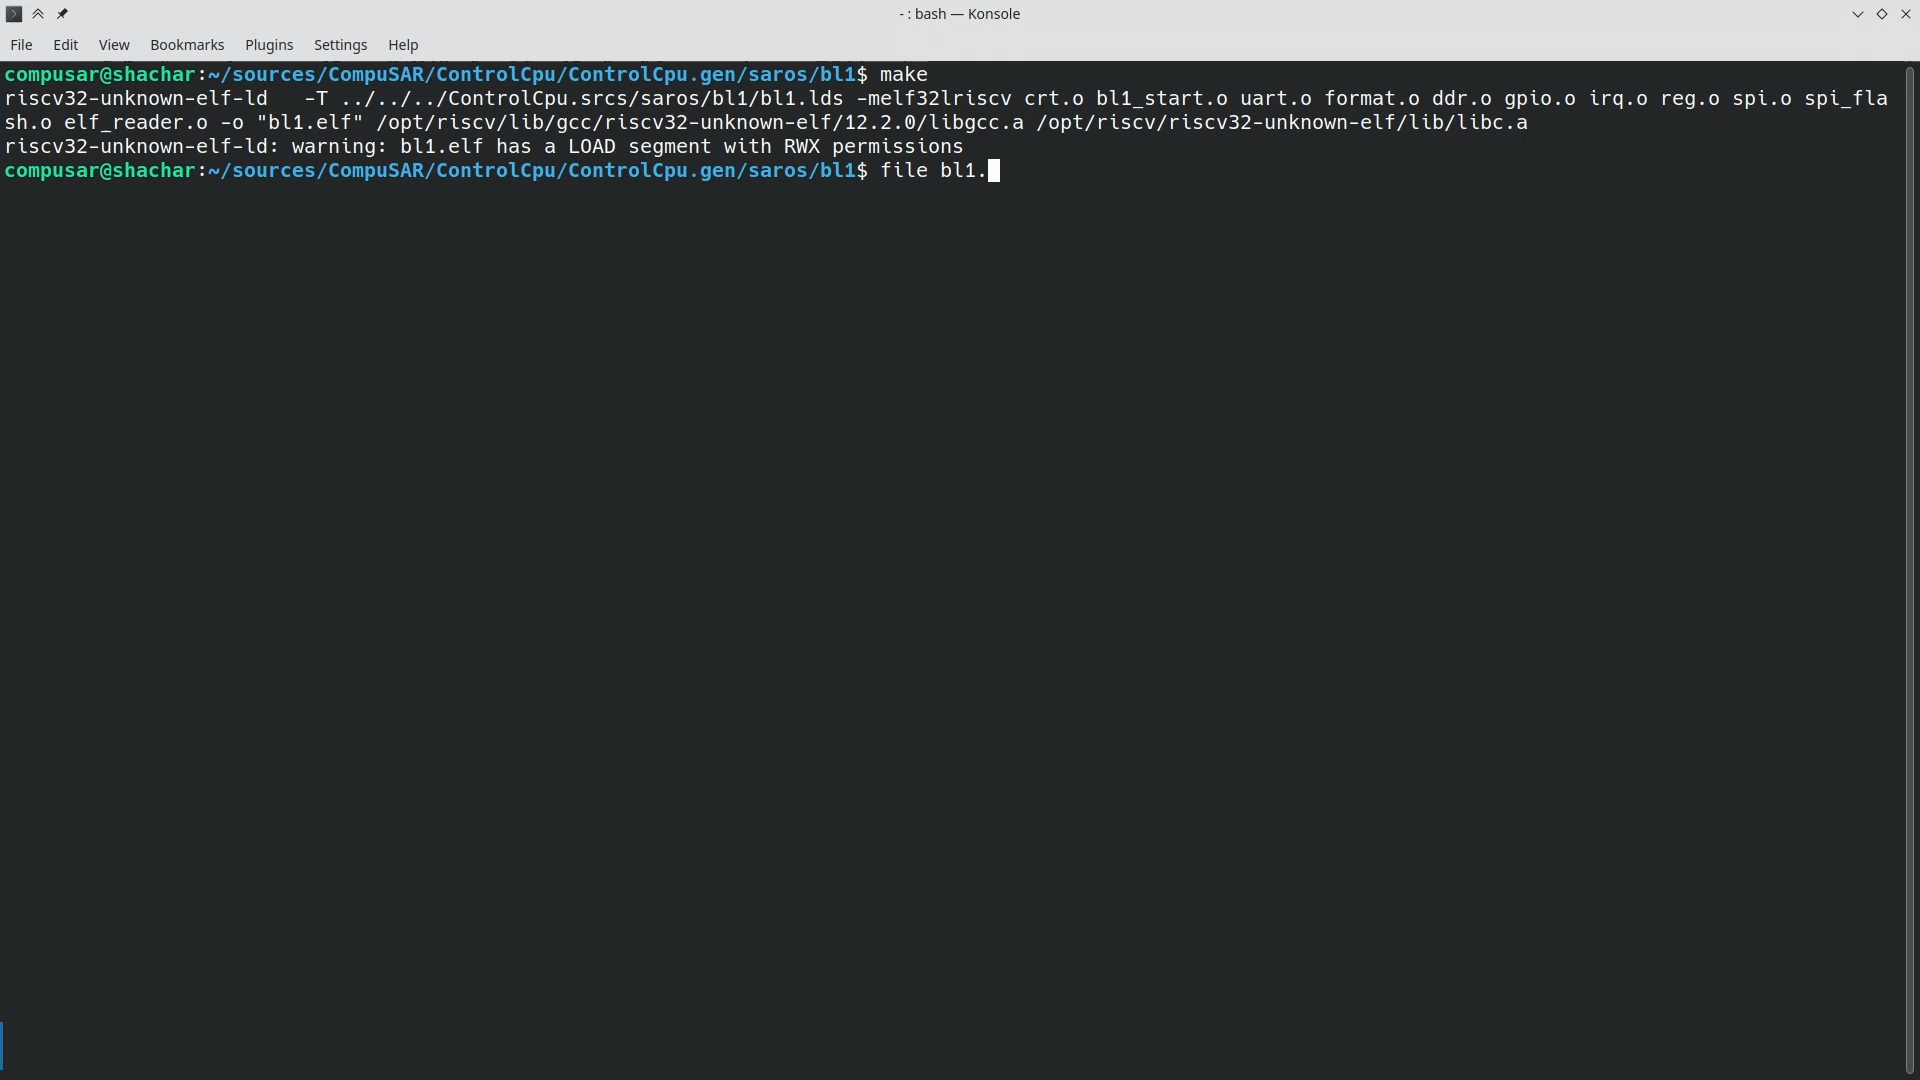 - : bash — Konsole
File Edit View Bookmarks Plugins Settings Help
compusar@shachar:~/sources/CompuSAR/ControlCpu/ControlCpu.gen/saros/bl1$ make
riscv32-unknown-elf-ld   -T ../../../ControlCpu.srcs/saros/bl1/bl1.lds -melf32lriscv crt.o bl1_start.o uart.o format.o ddr.o gpio.o irq.o reg.o spi.o spi_fla
sh.o elf_reader.o -o "bl1.elf" /opt/riscv/lib/gcc/riscv32-unknown-elf/12.2.0/libgcc.a /opt/riscv/riscv32-unknown-elf/lib/libc.a
riscv32-unknown-elf-ld: warning: bl1.elf has a LOAD segment with RWX permissions
compusar@shachar:~/sources/CompuSAR/ControlCpu/ControlCpu.gen/saros/bl1$ file bl1.